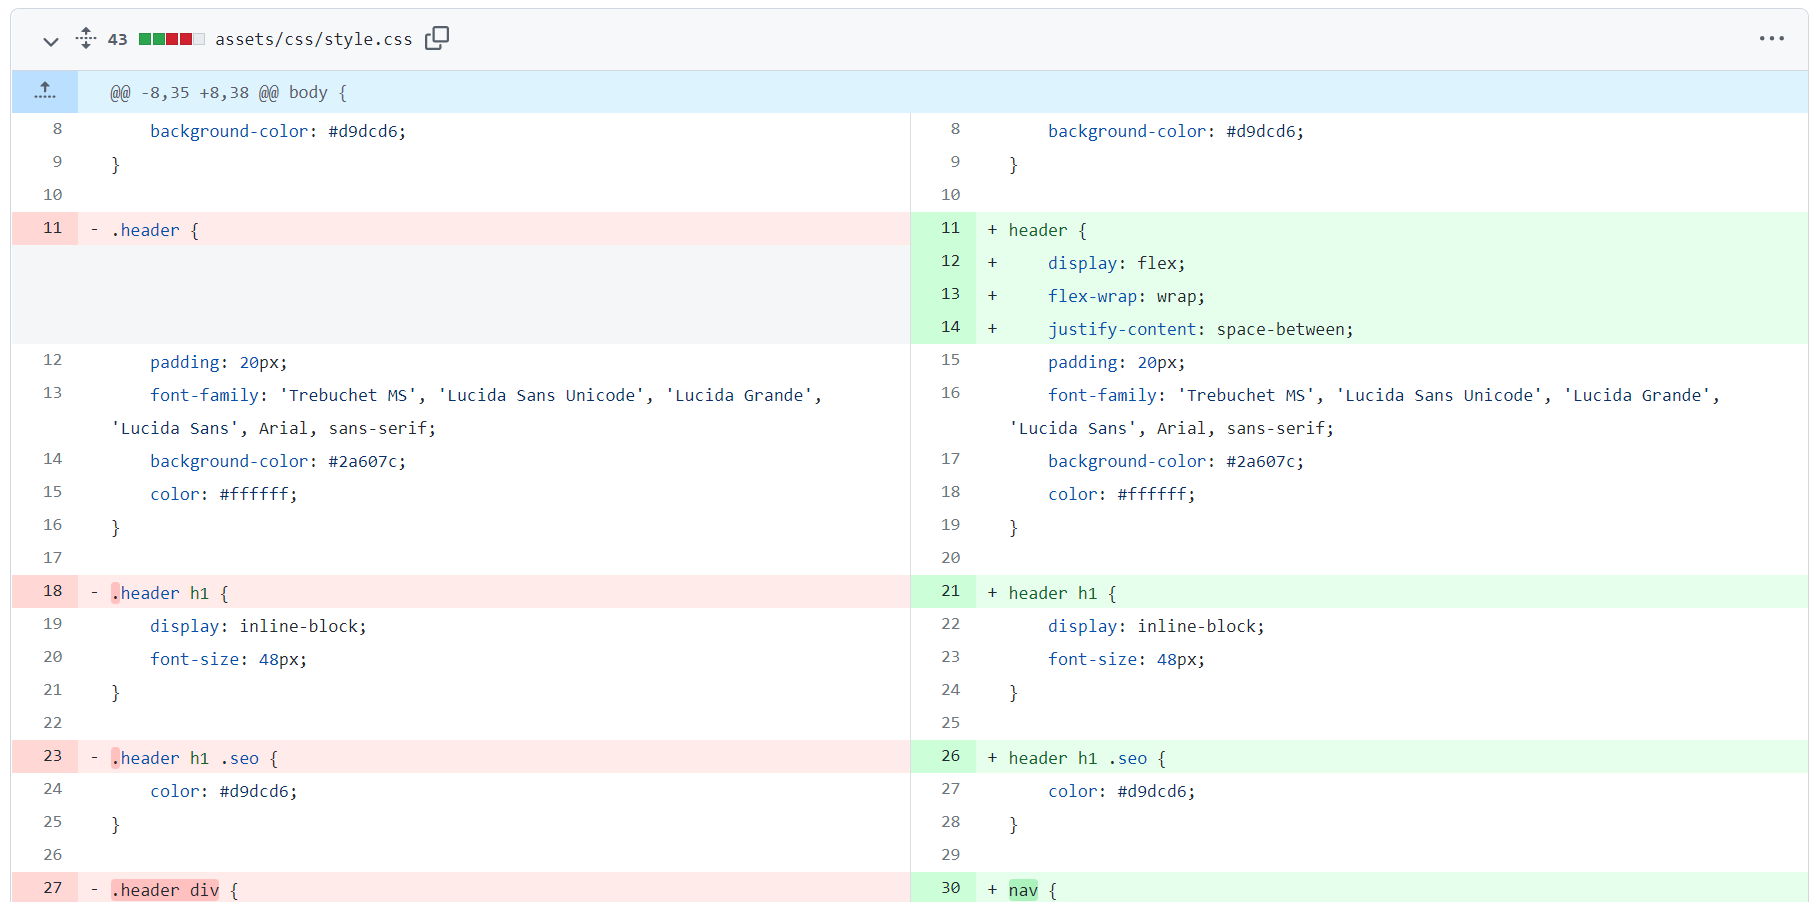 43 assets/css/style.css
@@ -8,35 +8,38 @@ body {
8     background-color: #d9dcd6;
9 }
10
11 - .header {
12     padding: 20px;
13     font-family: 'Trebuchet MS', 'Lucida Sans Unicode', 'Lucida Grande',
'Lucida Sans', Arial, sans-serif;
14     background-color: #2a607c;
15     color: #ffffff;
16 }
17
18 - .header h1 {
19     display: inline-block;
20     font-size: 48px;
21 }
22
23 - .header h1 .seo {
24     color: #d9dcd6;
25 }
26
27 - .header div {
8     background-color: #d9dcd6;
9 }
10
11 + header {
12 +     display: flex;
13 +     flex-wrap: wrap;
14 +     justify-content: space-between;
15     padding: 20px;
16     font-family: 'Trebuchet MS', 'Lucida Sans Unicode', 'Lucida Grande',
'Lucida Sans', Arial, sans-serif;
17     background-color: #2a607c;
18     color: #ffffff;
19 }
20
21 + header h1 {
22     display: inline-block;
23     font-size: 48px;
24 }
25
26 + header h1 .seo {
27     color: #d9dcd6;
28 }
29
30 + nav {